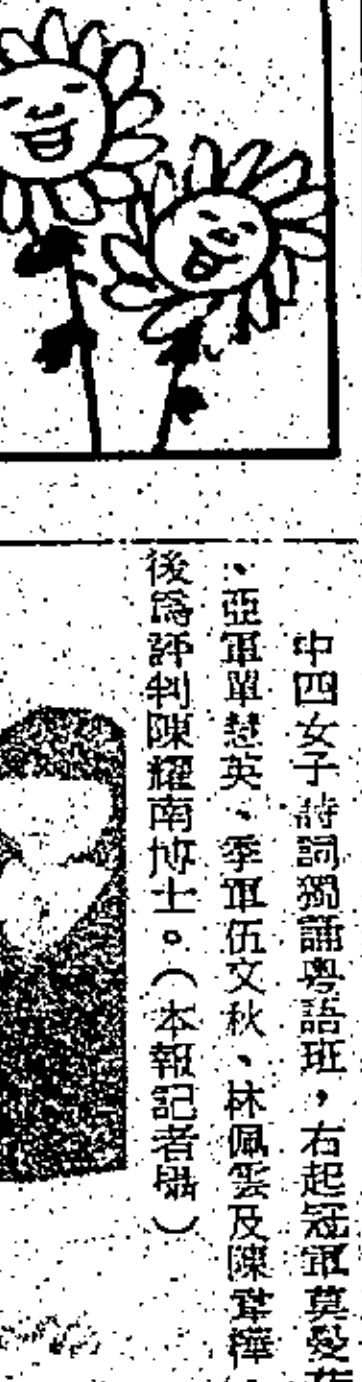 中四女子詩詞獨誦粵語班，右起冠軍莫愛
、亞軍單慧英、季軍伍文秋、林佩雲及陳
後爲評判陳耀南博士。（本報記者攝）